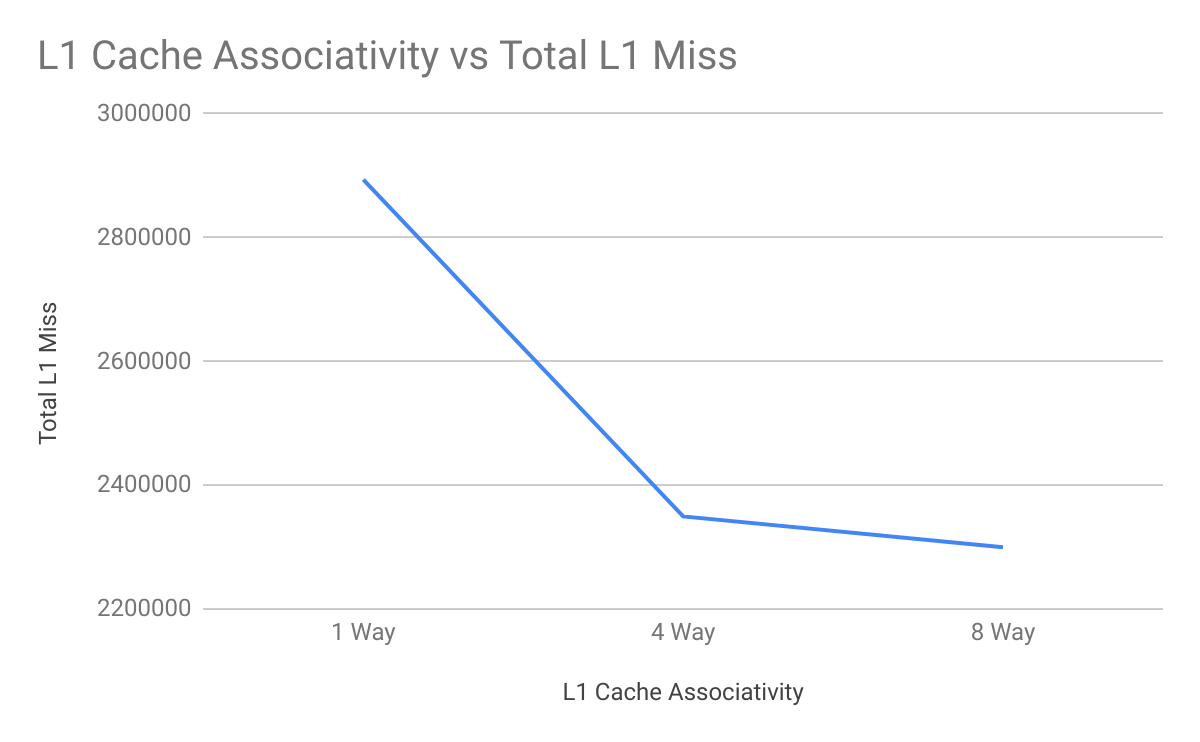 L1 Cache Associativity vs Total L1 Miss
3000000
2800000
2600000
2400000
2200000
Total L1 Miss
1 Way
4 Way
8 Way
L1 Cache Associativity